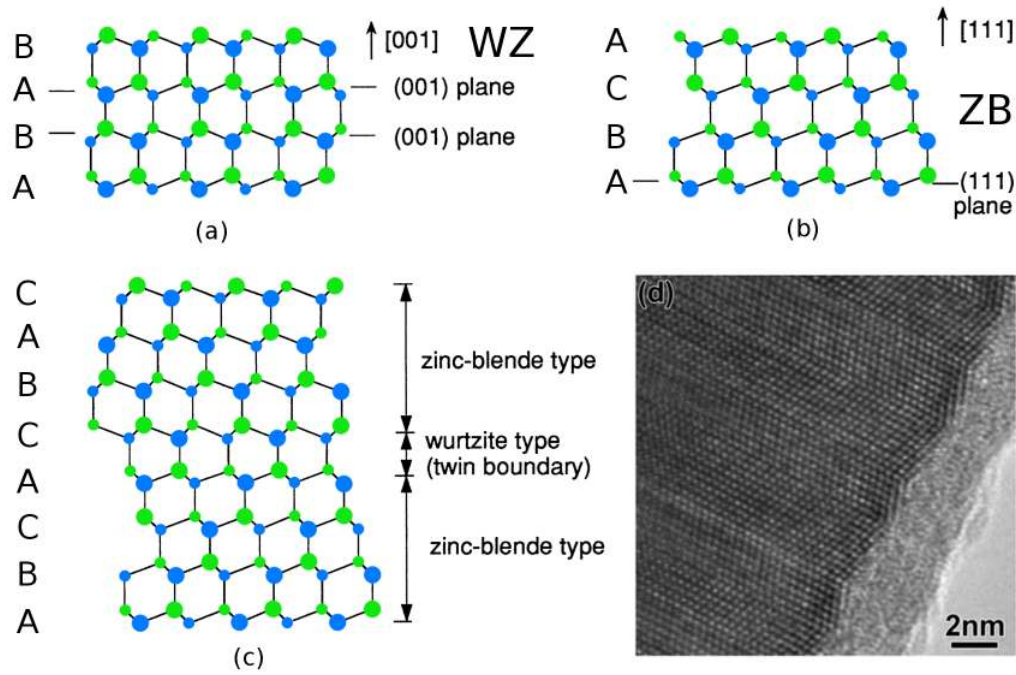 B
A
B
A
[001]
WZ
(001) plane
(001) plane
(a)
A
C
B
A
[111]
ZB
(111)
plane
(b)
C
A
B
C
A
C
B
A
zinc-blende type
wurtzite type
(twin boundary)
zinc-blende type
(c)
(d)
2nm